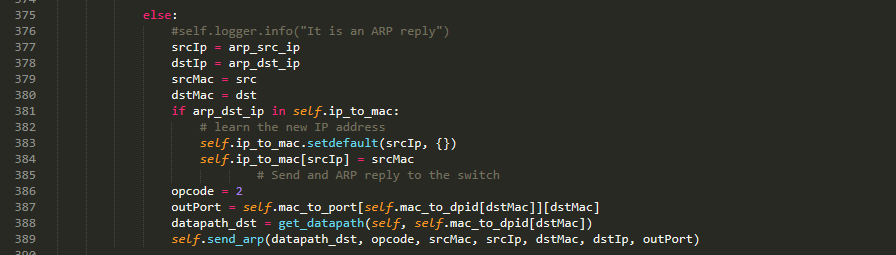 375 else:
376 #self.logger.info("It is an ARP reply")
377 srcIp = arp_src_ip
378 dstIp = arp_dst_ip
379 srcMac = src
380 dstMac = dst
381 if arp_dst_ip in self.ip_to_mac:
382 # learn the new IP address
383 self.ip_to_mac.setdefault(srcIp, {})
384 self.ip_to_mac[srcIp] = srcMac
385 # Send and ARP reply to the switch
386 opcode = 2
387 outPort = self.mac_to_port[self.mac_to_dpid[dstMac]][dstMac]
388 datapath_dst = get_datapath(self, self.mac_to_dpid[dstMac])
389 self.send_arp(datapath_dst, opcode, srcMac, srcIp, dstMac, dstIp, outPort)